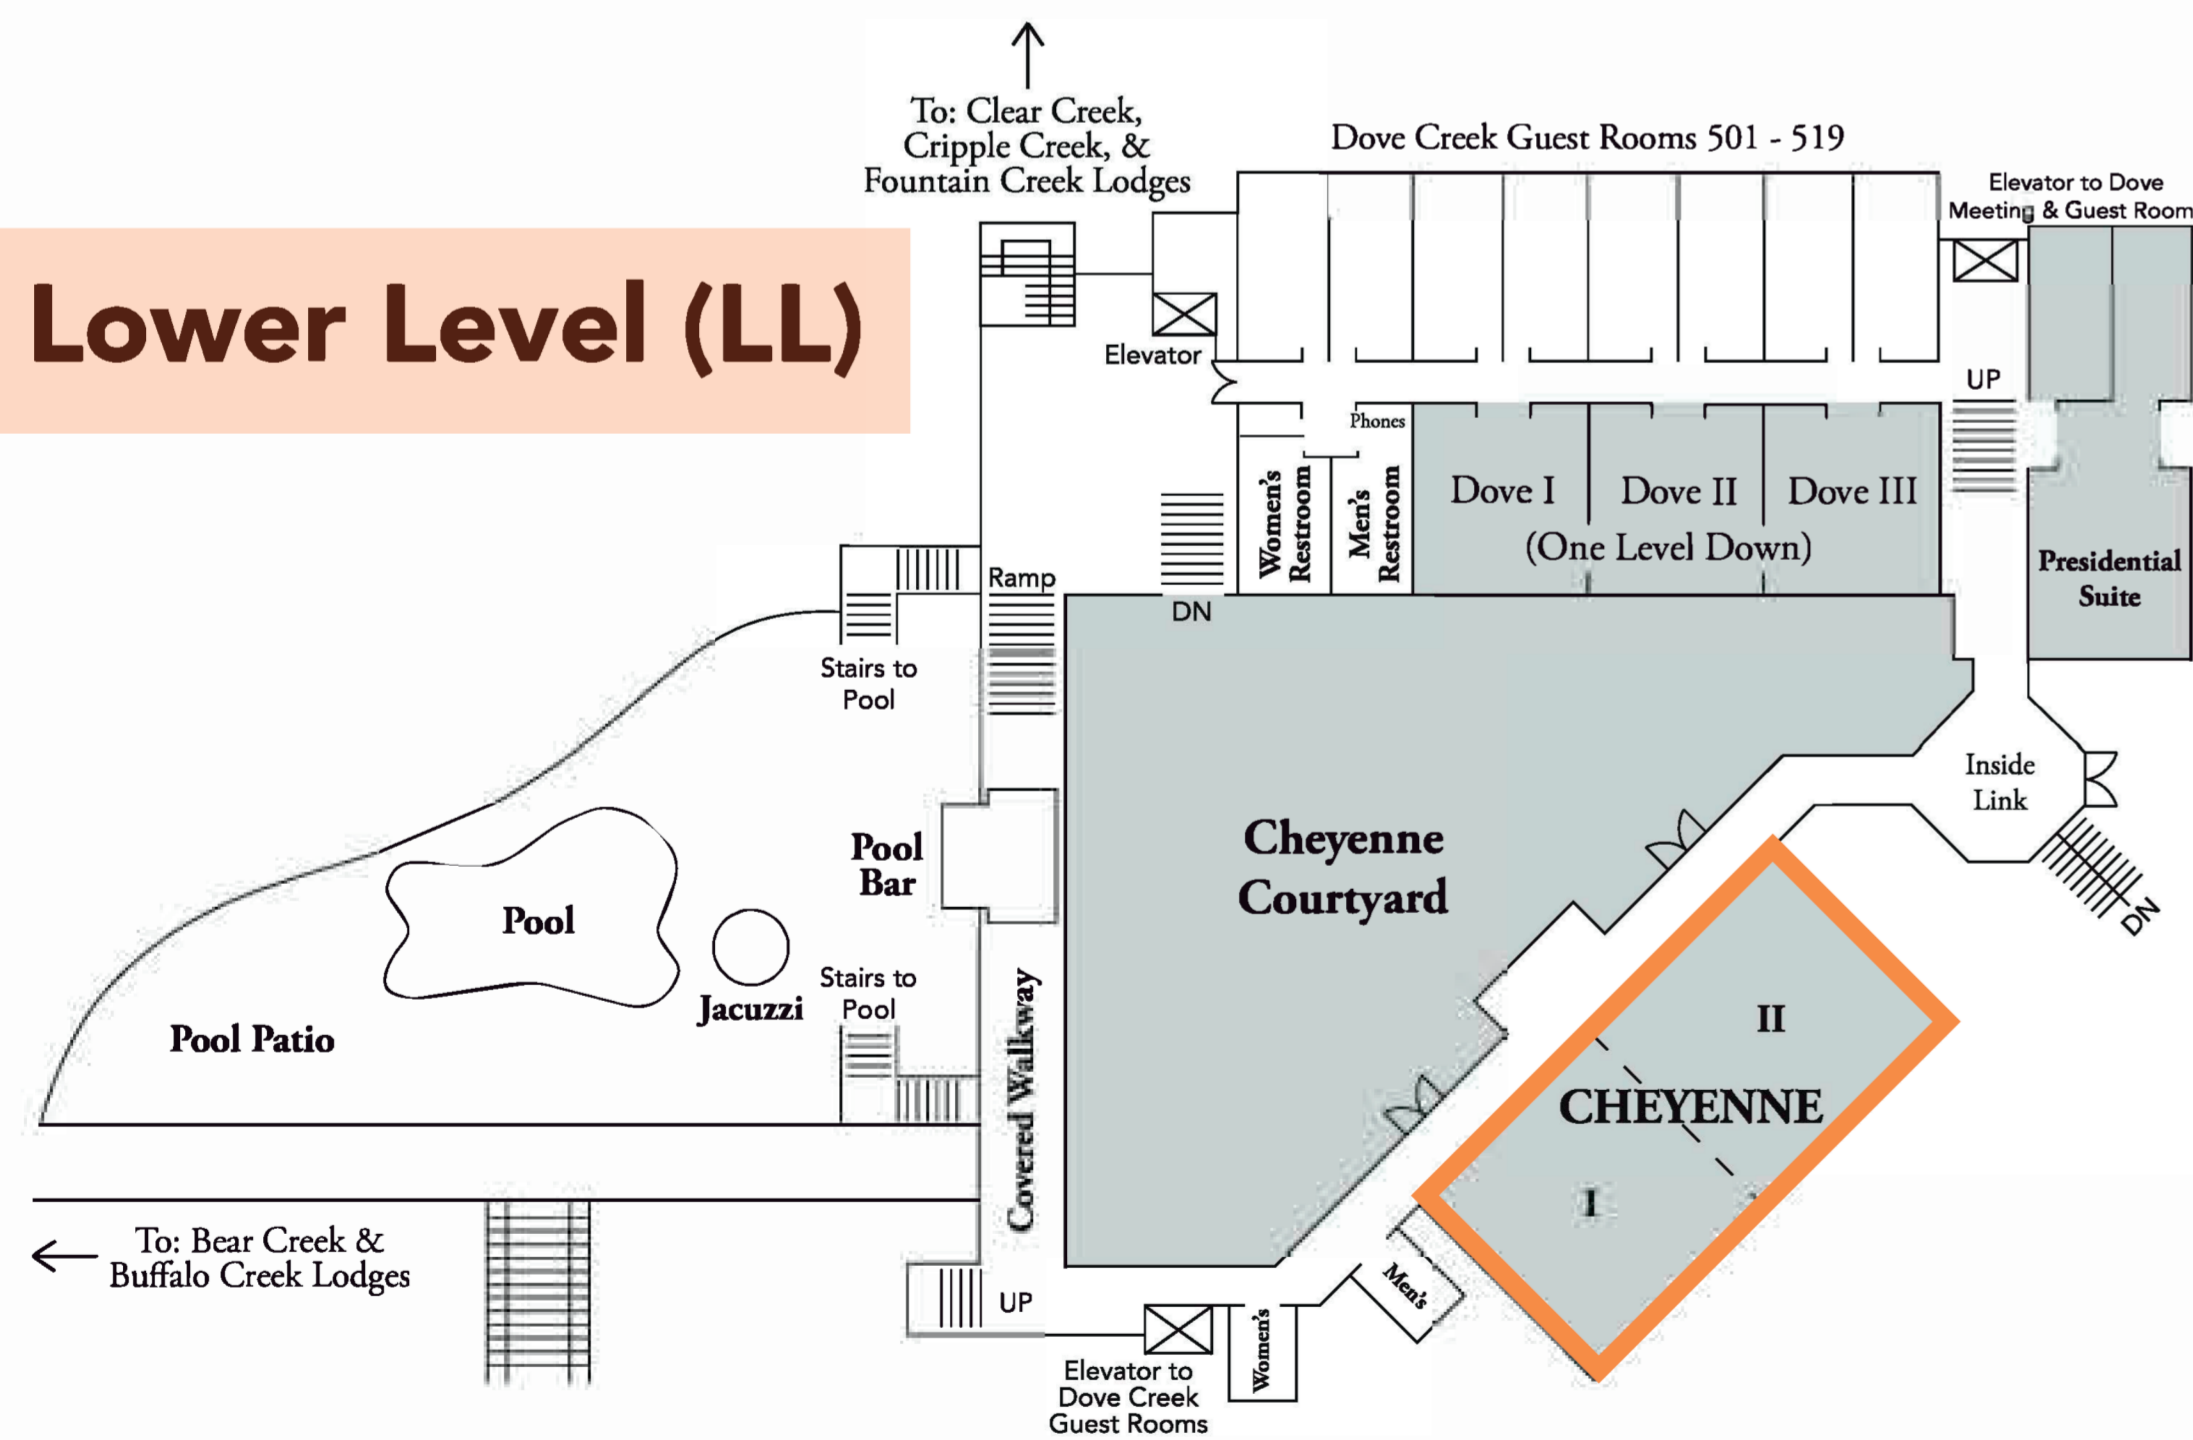 To: Clear Creek,
Cripple Creek, &
Fountain Creek Lodges
Dove Creek Guest Rooms 501 - 519
Elevator to Dove
Meeting & Guest Room
Lower Level (LL)
Elevator
UP
Phones
Women's
Restroom
Men's
Restroom
Dove I
Dove II
Dove III
(One Level Down)
Presidential
Suite
Ramp
DN
Stairs to
Pool
Inside
Link
DN
Pool
Bar
Cheyenne
Courtyard
Pool
Jacuzzi
Stairs to
Pool
Pool Patio
Covered Walkway
II
CHEYENNE
I
To: Bear Creek &
Buffalo Creek Lodges
UP
Men's
Women's
Elevator to
Dove Creek
Guest Rooms